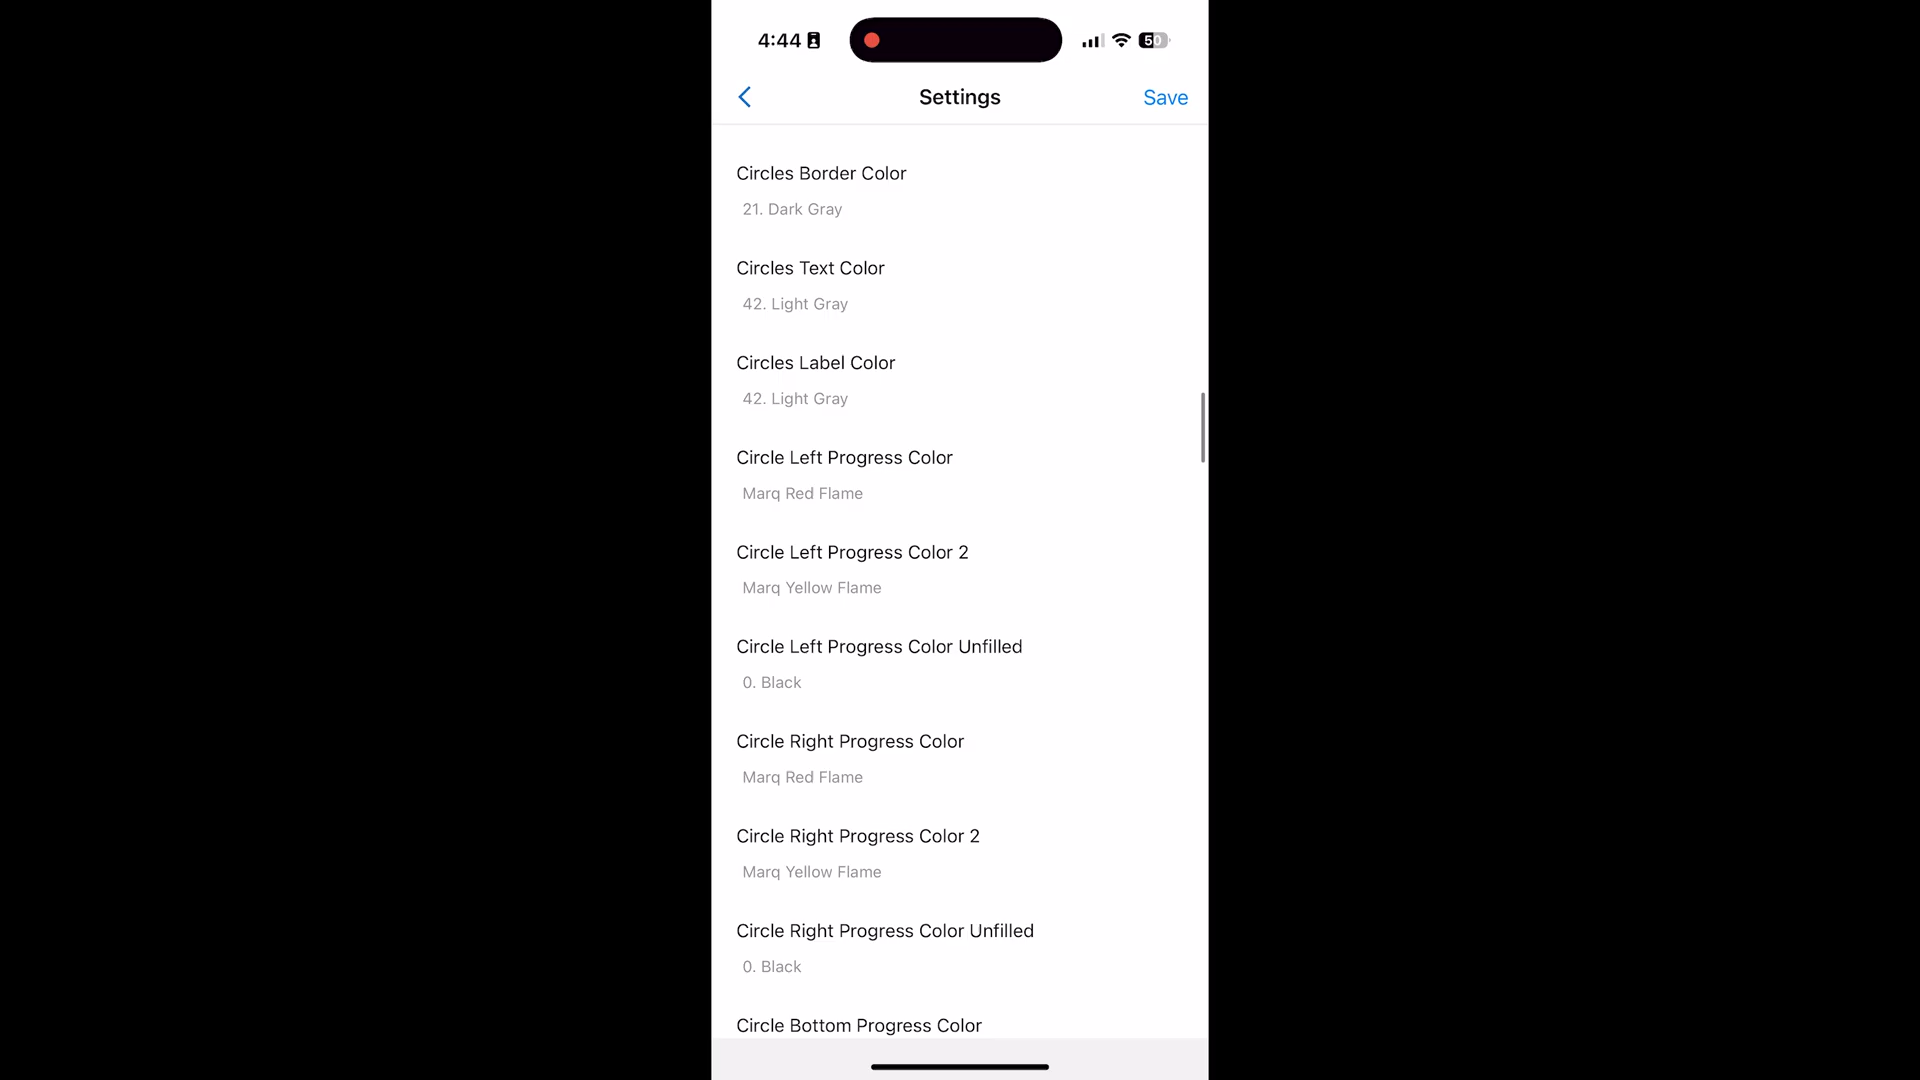 4:44
50
Settings
Save
Circles Border Color
21. Dark Gray
Circles Text Color
42. Light Gray
Circles Label Color
42. Light Gray
Circle Left Progress Color
Marq Red Flame
Circle Left Progress Color 2
Marq Yellow Flame
Circle Left Progress Color Unfilled
0. Black
Circle Right Progress Color
Marq Red Flame
Circle Right Progress Color 2
Marq Yellow Flame
Circle Right Progress Color Unfilled
0. Black
Circle Bottom Progress Color